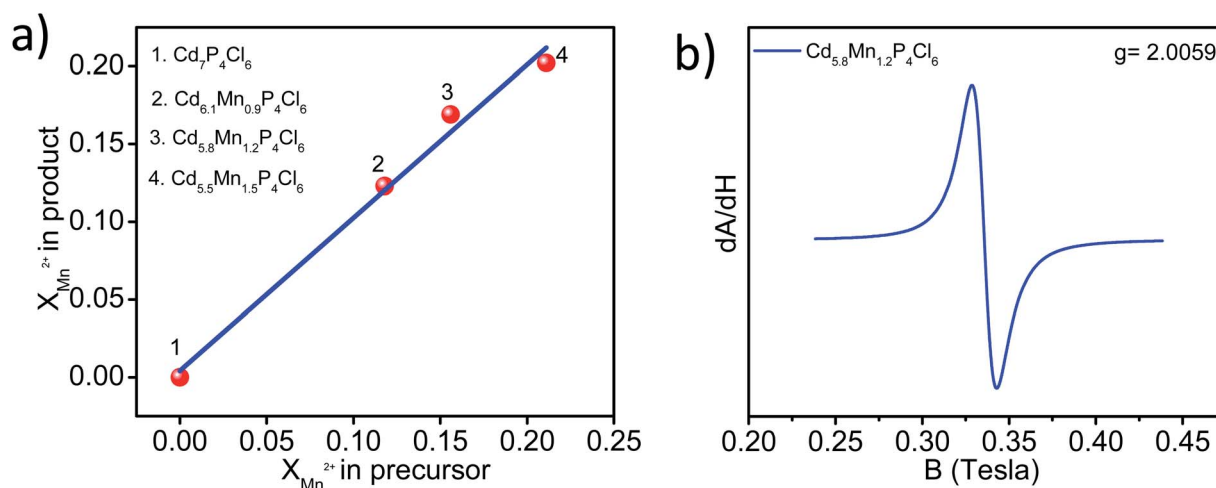 a)
1. Cd₇P₄Cl₆
2. Cd₆.₁Mn₀.₉P₄Cl₆
3. Cd₅.₈Mn₁.₂P₄Cl₆
4. Cd₅.₅Mn₁.₅P₄Cl₆
1
2
3
4
0.20
0.15
0.10
0.05
0.00
X_Mn²⁺ in product
0.00 0.05 0.10 0.15 0.20 0.25
X_Mn²⁺ in precursor
b)
Cd₅.₈Mn₁.₂P₄Cl₆
g= 2.0059
dA/dH
0.20 0.25 0.30 0.35 0.40 0.45
B (Tesla)